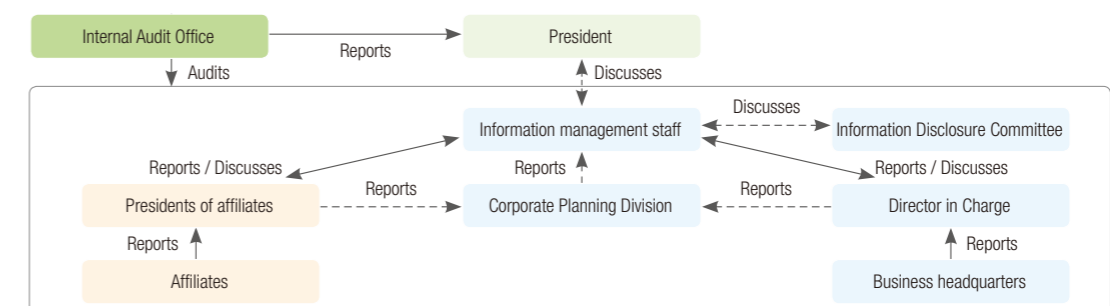 Internal Audit Office
Reports
President
Audits
Discusses
Information management staff
Discusses
Information Disclosure Committee
Reports / Discusses
Reports
Reports / Discusses
Presidents of affiliates
Reports
Corporate Planning Division
Reports
Director in Charge
Reports
Reports
Affiliates
Business headquarters